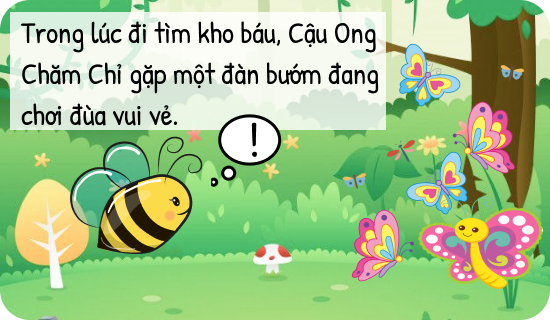 Trong lúc đi tìm kho báu, Cậu Ong
Chăm Chỉ gặp một đàn bướm đang
chơi đùa vui vẻ.
!